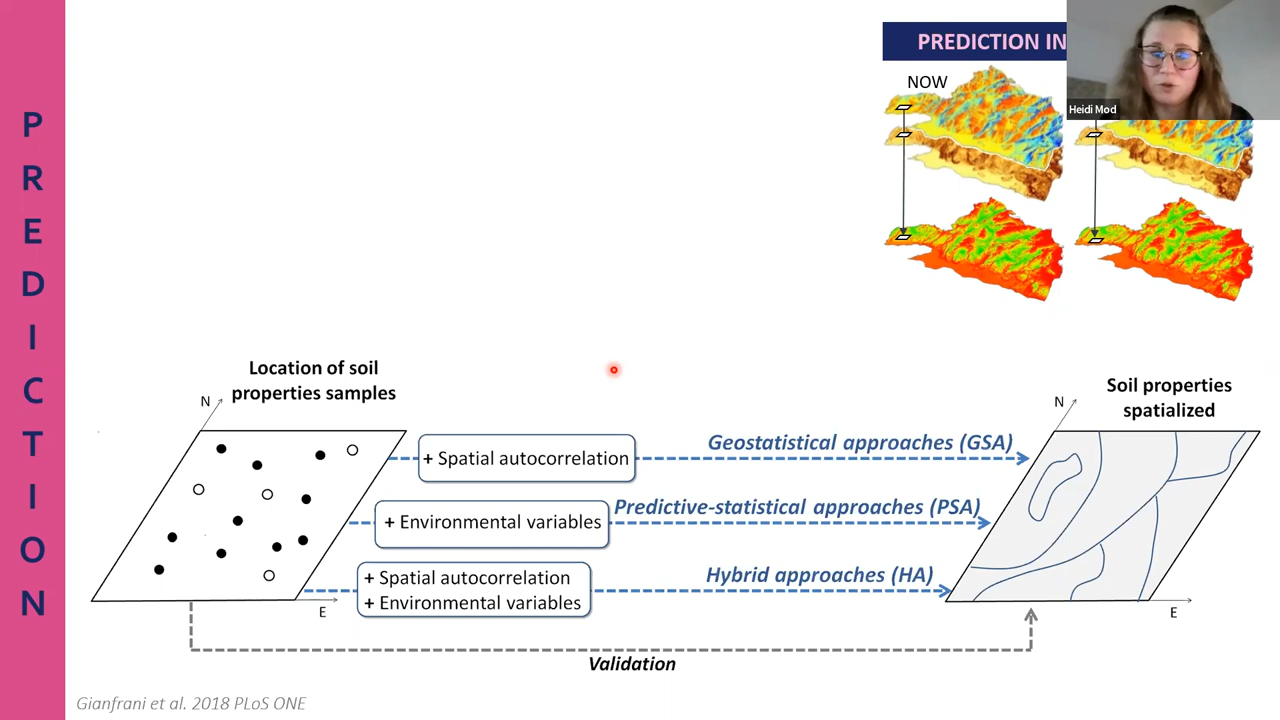 PREDICTION
PREDICTION IN
NOW
Heidi Mod
Location of soil
properties samples
N
E
+ Spatial autocorrelation
Geostatistical approaches (GSA)
+ Environmental variables
Predictive-statistical approaches (PSA)
+ Spatial autocorrelation
+ Environmental variables
Hybrid approaches (HA)
Soil properties
spatialized
N
E
Validation
Gianfrani et al. 2018 PLoS ONE